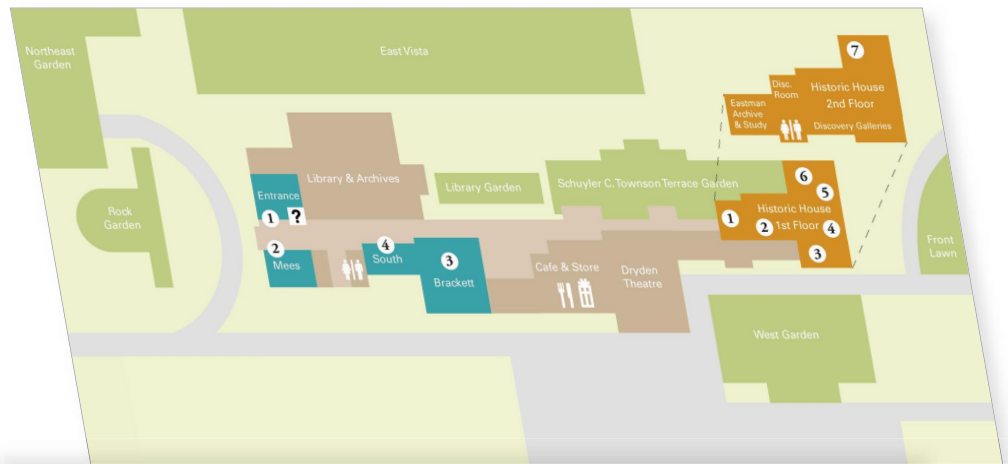 Northeast
Garden
East Vista
7
Disc.
Room
Historic House
2nd Floor
Eastman
Archive
& Study
Discovery Galleries
Library & Archives
Entrance
1
?
Library Garden
Schuyler C. Townson Terrace Garden
6
5
1
Historic House
2
1st Floor
4
3
Rock
Garden
2
Mees
4
South
3
Brackett
Cafe & Store
Dryden
Theatre
Front
Lawn
West Garden